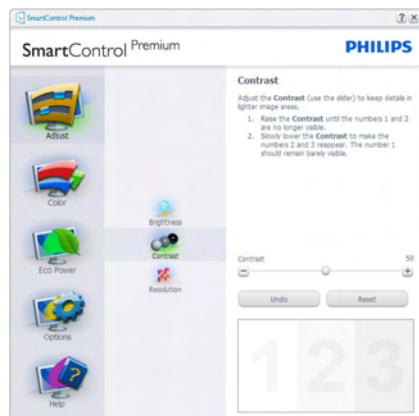 SmartControl Premium
SmartControl Premium
PHILIPS
Adjust
Color
Eco Power
Options
Help
Brightness
Contrast
Resolution
Contrast
Adjust the Contrast (use the slider) to keep details in
lighter image areas.
1. Raise the Contrast until the numbers 1 and 2
are no longer visible.
2. Slowly lower the Contrast to make the
numbers 2 and 3 reappear. The number 1
should remain barely visible.
Contrast 50
Undo Reset
1 2 3